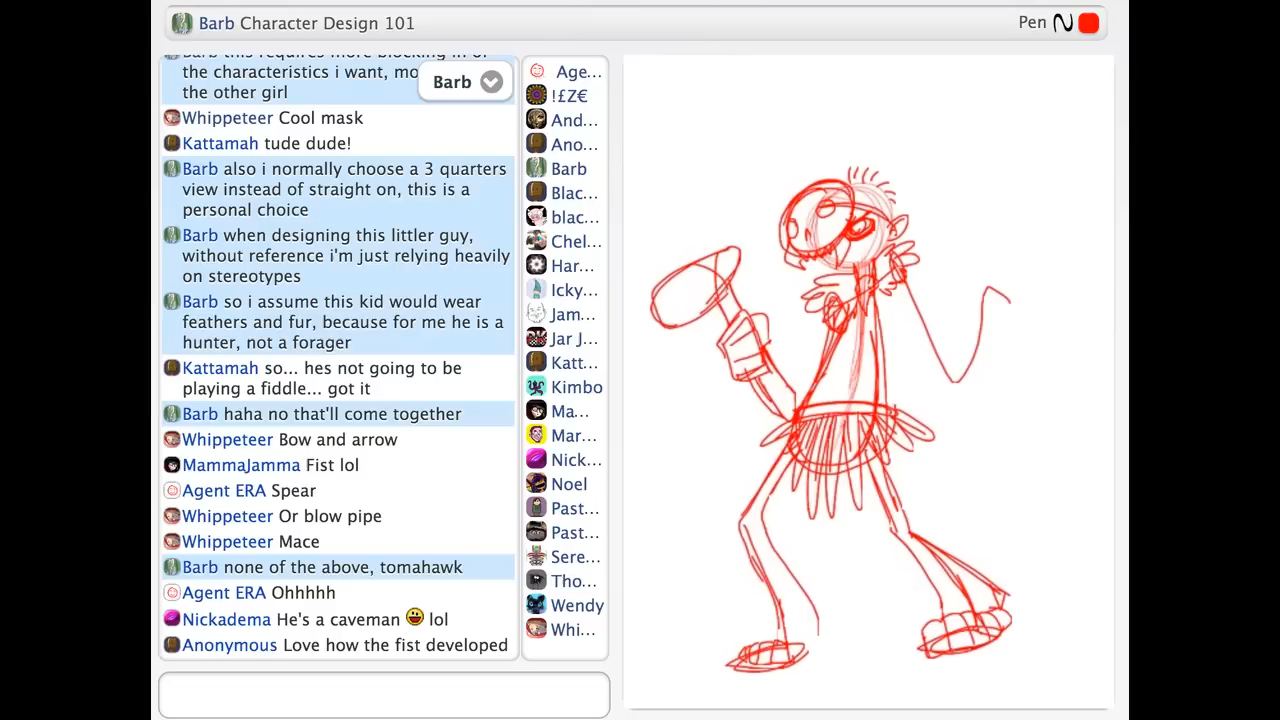 Barb Character Design 101
Pen
Barb this requires more blocking in of
the characteristics i want,
the other girl
Barb
Whippeteer Cool mask
Kattamah tude dude!
Barb also i normally choose a 3 quarters
view instead of straight on, this is a
personal choice
Barb when designing this littler guy,
without reference i'm just relying heavily
on stereotypes
Barb so i assume this kid would wear
feathers and fur, because for me he is a
hunter, not a forager
Kattamah so... hes not going to be
playing a fiddle... got it
Barb haha no that'll come together
Whippeteer Bow and arrow
MammaJamma Fist lol
Agent ERA Spear
Whippeteer Or blow pipe
Whippeteer Mace
Barb none of the above, tomahawk
Agent ERA Ohhhhh
Nickadema He's a caveman 😀 lol
Anonymous Love how the fist developed
Age...
!£Z€
And...
Ano...
Barb
Blac...
blac...
Chel...
Har...
Icky...
Jam...
Jar J...
Katt...
Kimbo
Ma...
Mar...
Nick...
Noel
Past...
Past...
Sere...
Tho...
Wendy
Whi...